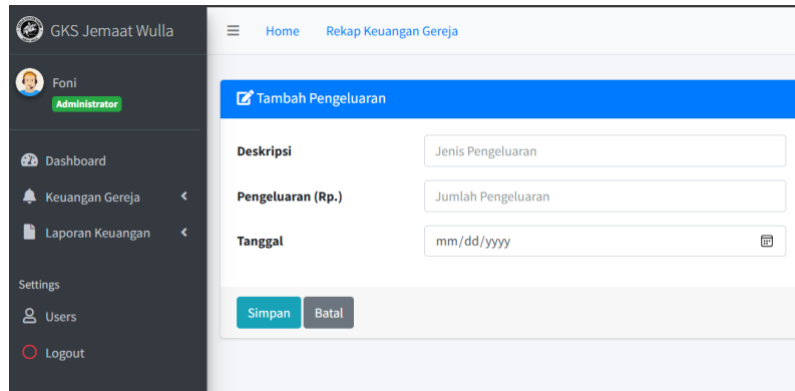 GKS Jemaat Wulla
Home Rekap Keuangan Gereja
Foni
Administrator
Dashboard
Keuangan Gereja
Laporan Keuangan
Settings
Users
Logout
Tambah Pengeluaran
Deskripsi Jenis Pengeluaran
Pengeluaran (Rp.) Jumlah Pengeluaran
Tanggal mm/dd/yyyy
Simpan Batal